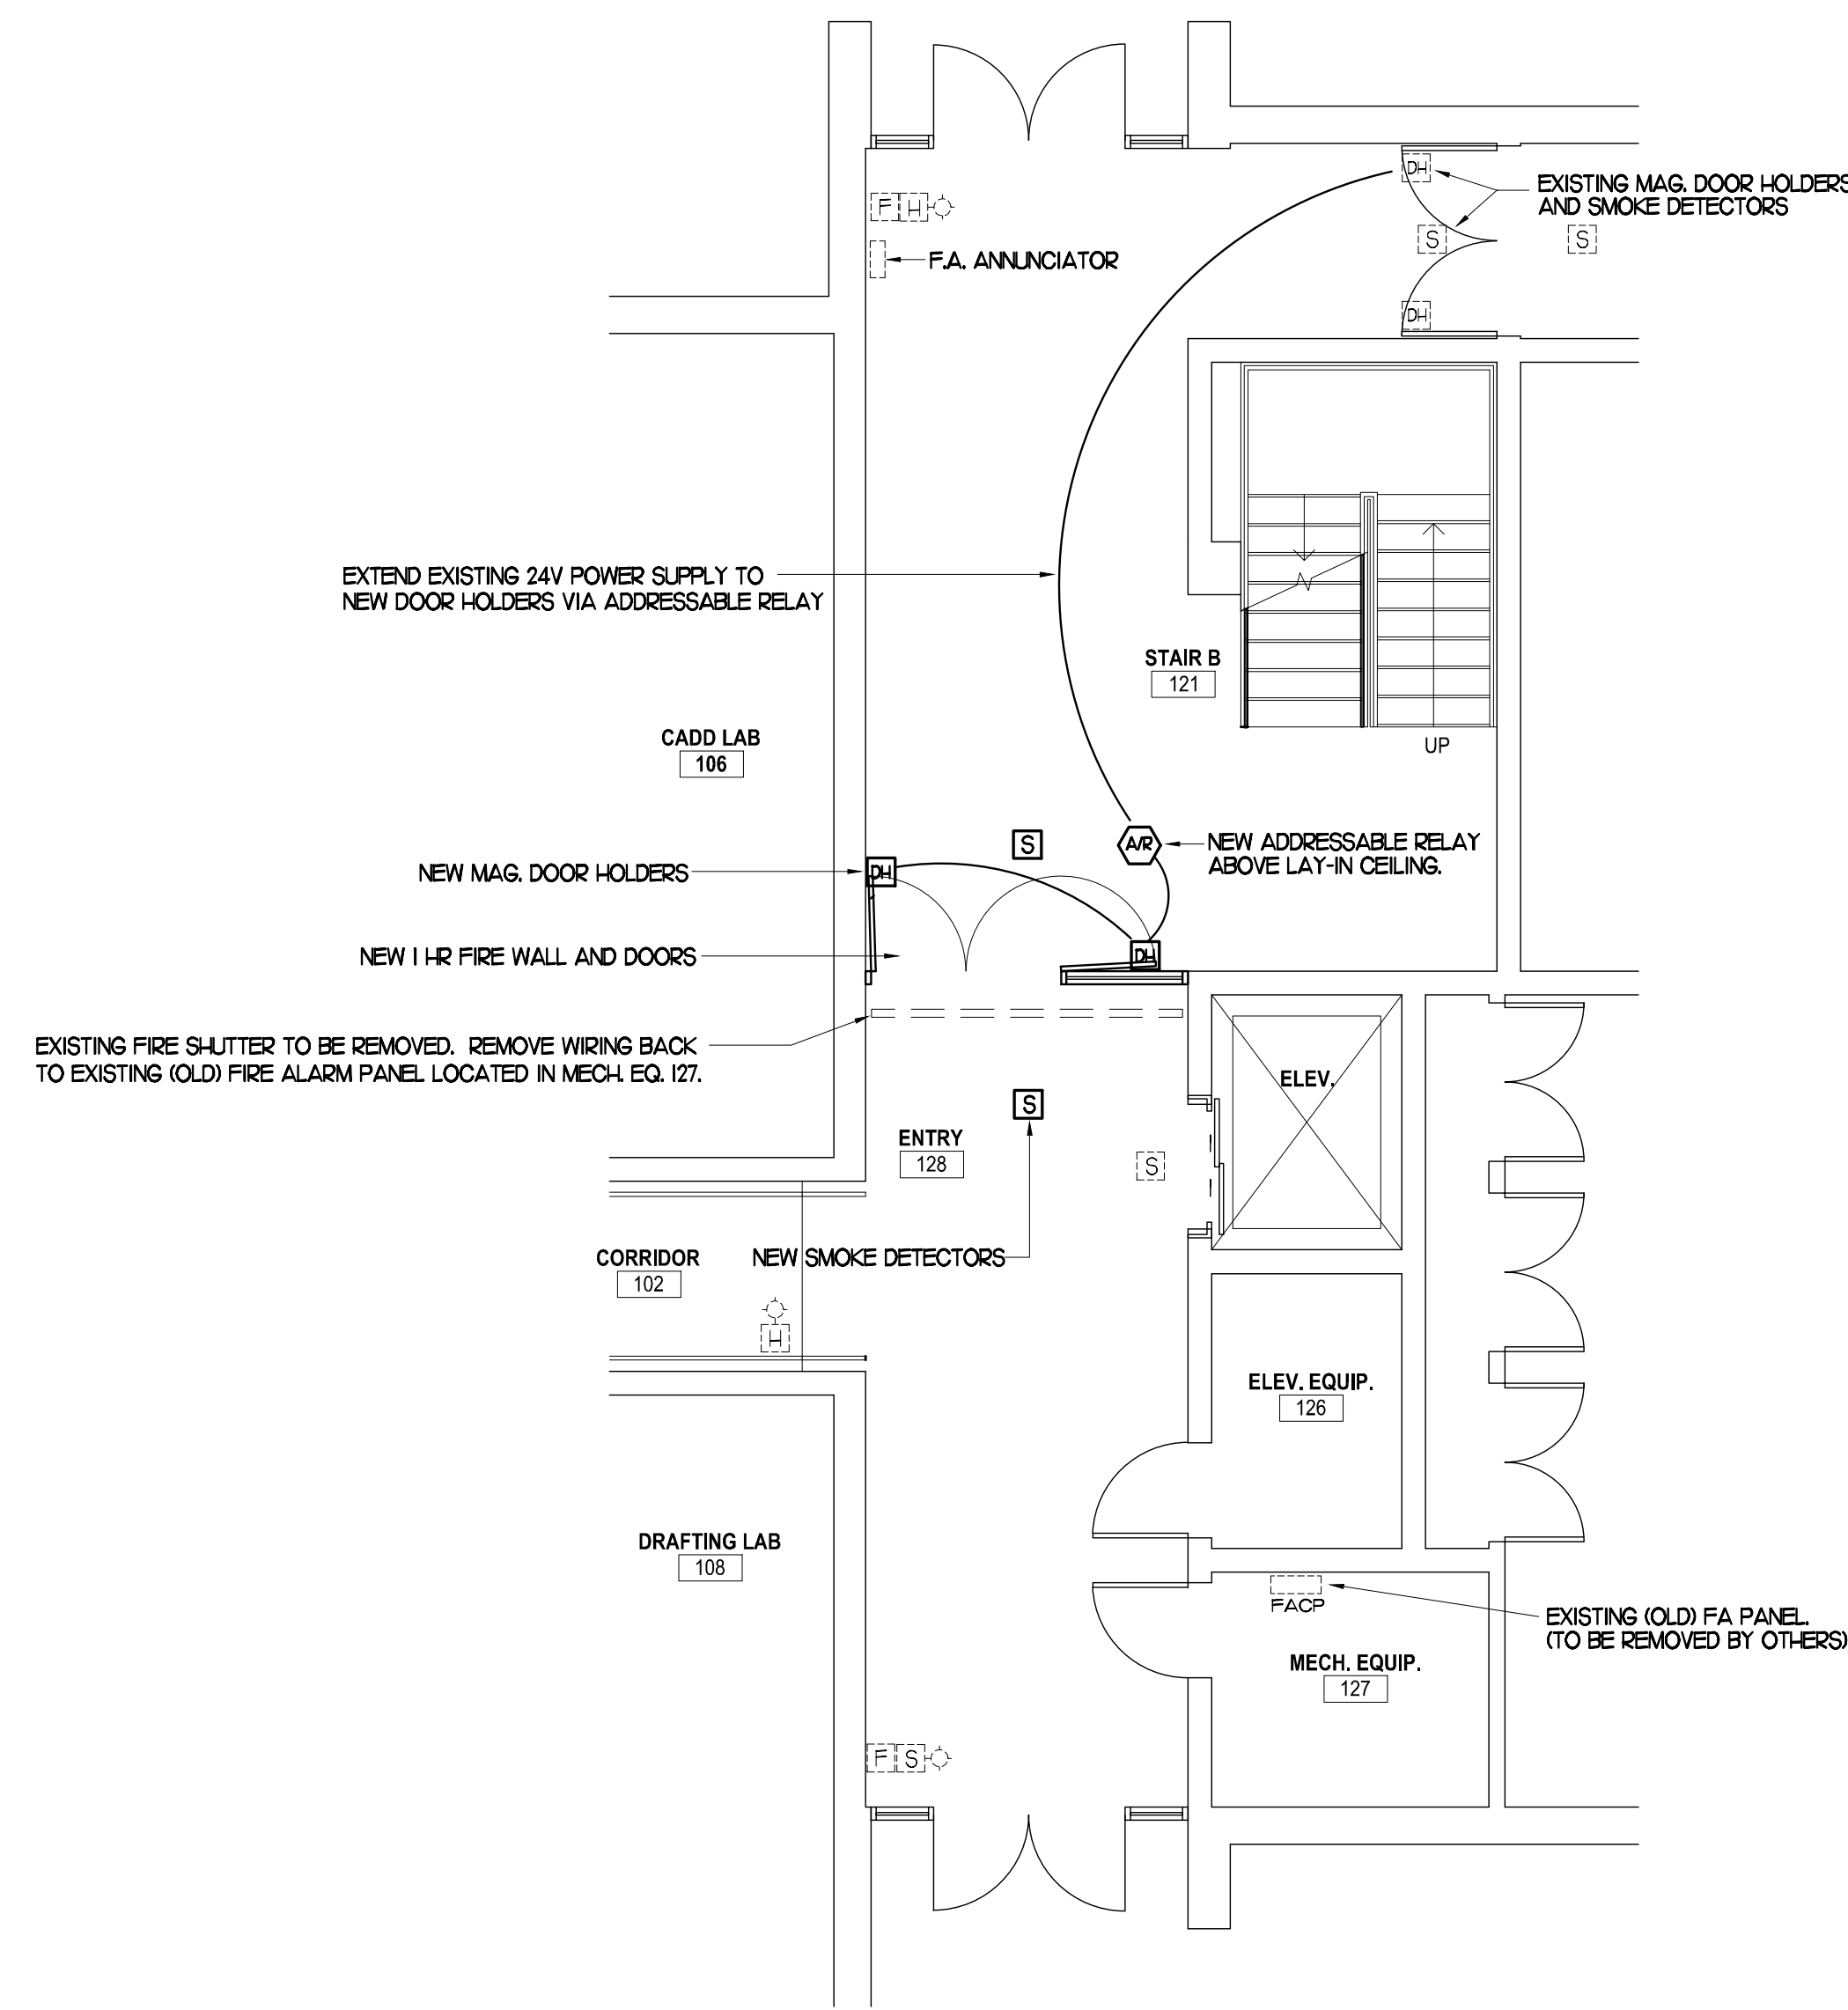 DH
EXISTING MAG. DOOR HOLDERS
AND SMOKE DETECTORS
F H
S
S
F.A. ANNUNCIATOR
DH
EXTEND EXISTING 24V POWER SUPPLY TO
NEW DOOR HOLDERS VIA ADDRESSABLE RELAY
STAIR B
121
UP
CADD LAB
106
S
A/R
NEW ADDRESSABLE RELAY
ABOVE LAY-IN CEILING.
NEW MAG. DOOR HOLDERS
DH
NEW 1 HR FIRE WALL AND DOORS
DH
EXISTING FIRE SHUTTER TO BE REMOVED. REMOVE WIRING BACK
TO EXISTING (OLD) FIRE ALARM PANEL LOCATED IN MECH. EQ. 127.
ELEV.
S
ENTRY
128
S
CORRIDOR
102
NEW SMOKE DETECTORS
H
ELEV. EQUIP.
126
DRAFTING LAB
108
FACP
EXISTING (OLD) FA PANEL.
(TO BE REMOVED BY OTHERS)
MECH. EQUIP.
127
F S